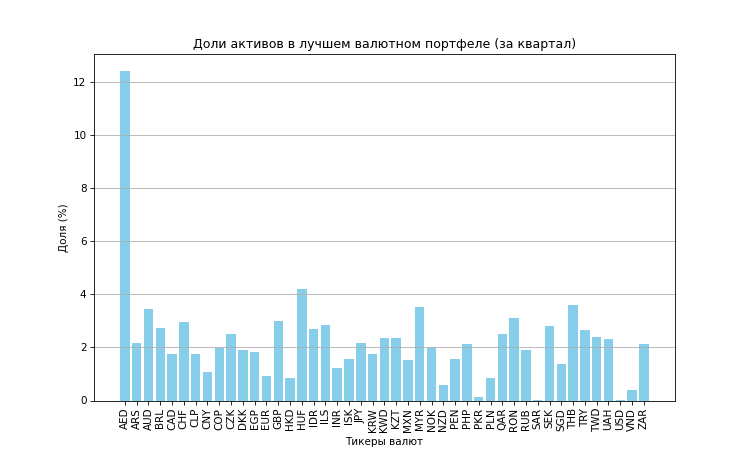 Доли активов в лучшем валютном портфеле (за квартал)
Доля (%)
12
10
8
6
4
2
0
AED ARS AUD BRL CAD CHF CLP CNY COP CZK DKK EGP EUR GBP HKD HUF IDR ILS INR ISK JPY KRW KWD KZT MXN MYR NOK NZD PEN PHP PKR PLN QAR RON RUB SAR SEK SGD THB TRY TWD UAH USD VND ZAR
Тикеры валют